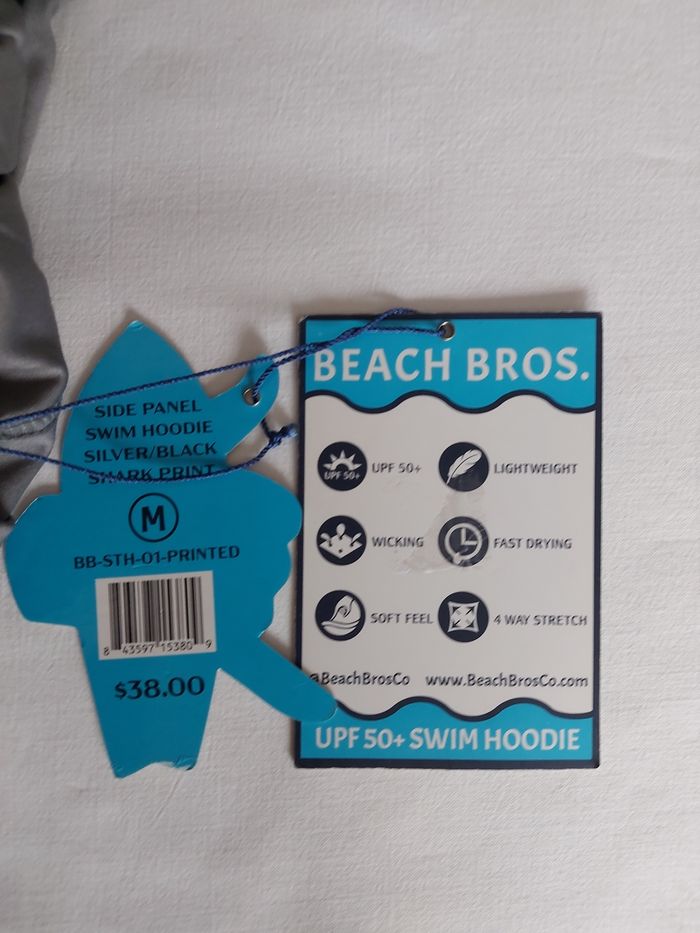 SIDE PANEL
SWIM HOODIE
SILVER/BLACK
SHARK PRINT
M
BB-STH-01-PRINTED
8 43597 15380 9
$38.00
BEACH BROS.
UPF 50+ UPF 50+ LIGHTWEIGHT
WICKING FAST DRYING
SOFT FEEL 4 WAY STRETCH
@BeachBrosCo www.BeachBrosCo.com
UPF 50+ SWIM HOODIE